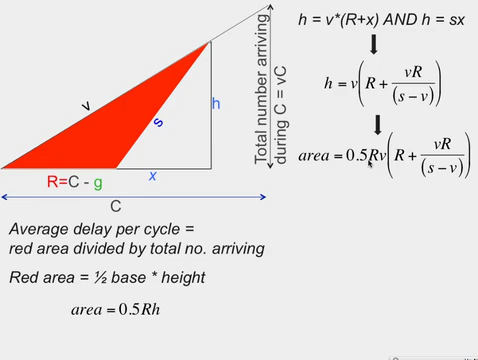 v
s
h
R=C - g
x
C
Total number arriving
during C = vC
Average delay per cycle =
red area divided by total no. arriving
Red area = ½ base * height
area = 0.5Rh
h = v*(R+x) AND h = sx
h = v(R + vR/(s − v))
area = 0.5Rv(R + vR/(s − v))